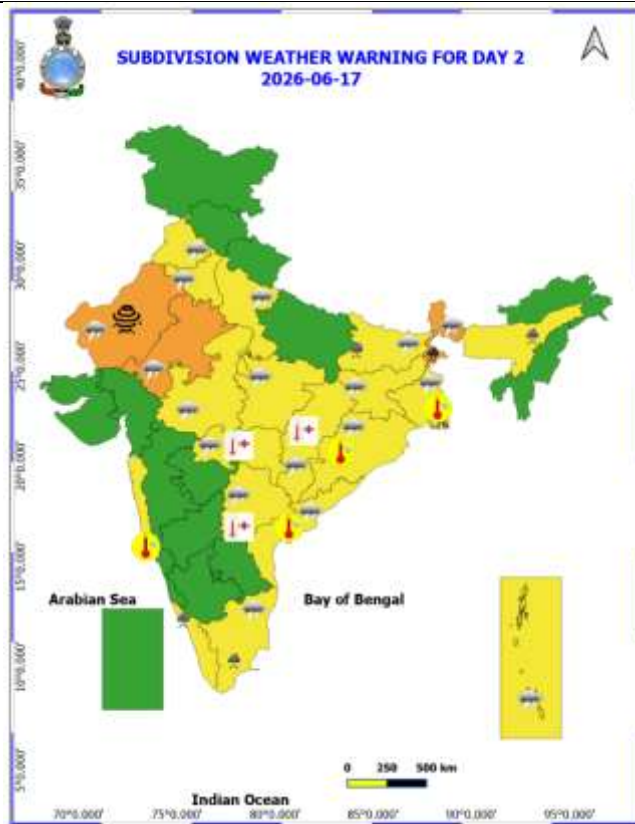 SUBDIVISION WEATHER WARNING FOR DAY 2
2026-06-17
40°0.000'
35°0.000'
30°0.000'
25°0.000'
20°0.000'
15°0.000'
10°0.000'
5°0.000'
Arabian Sea
Bay of Bengal
0 250 500 km
Indian Ocean
70°0.000' 75°0.000' 80°0.000' 85°0.000' 90°0.000' 95°0.000'